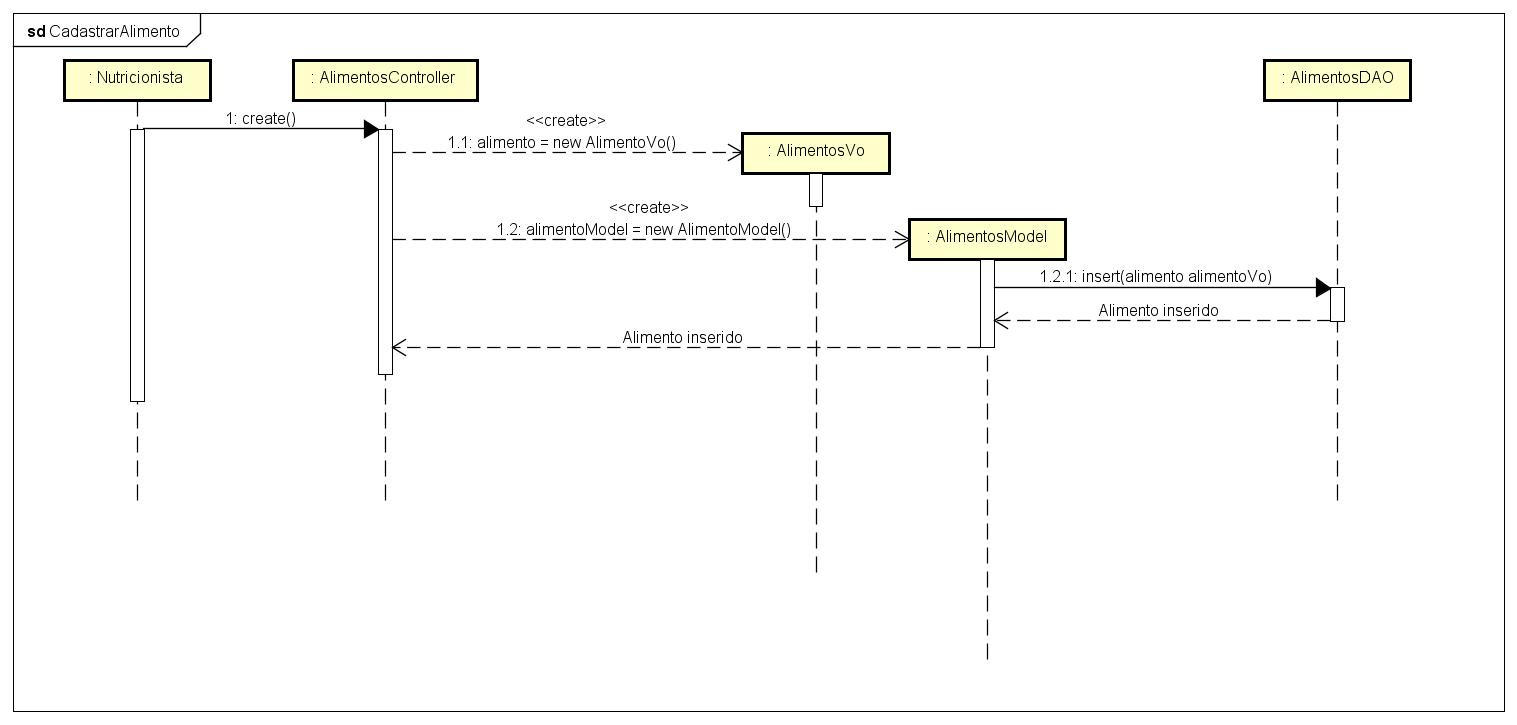 sd CadastrarAlimento
: Nutricionista
: AlimentosController
: AlimentosDAO
1: create()
<<create>>
1.1: alimento = new AlimentoVo()
: AlimentosVo
<<create>>
1.2: alimentoModel = new AlimentoModel()
: AlimentosModel
1.2.1: insert(alimento alimentoVo)
Alimento inserido
Alimento inserido